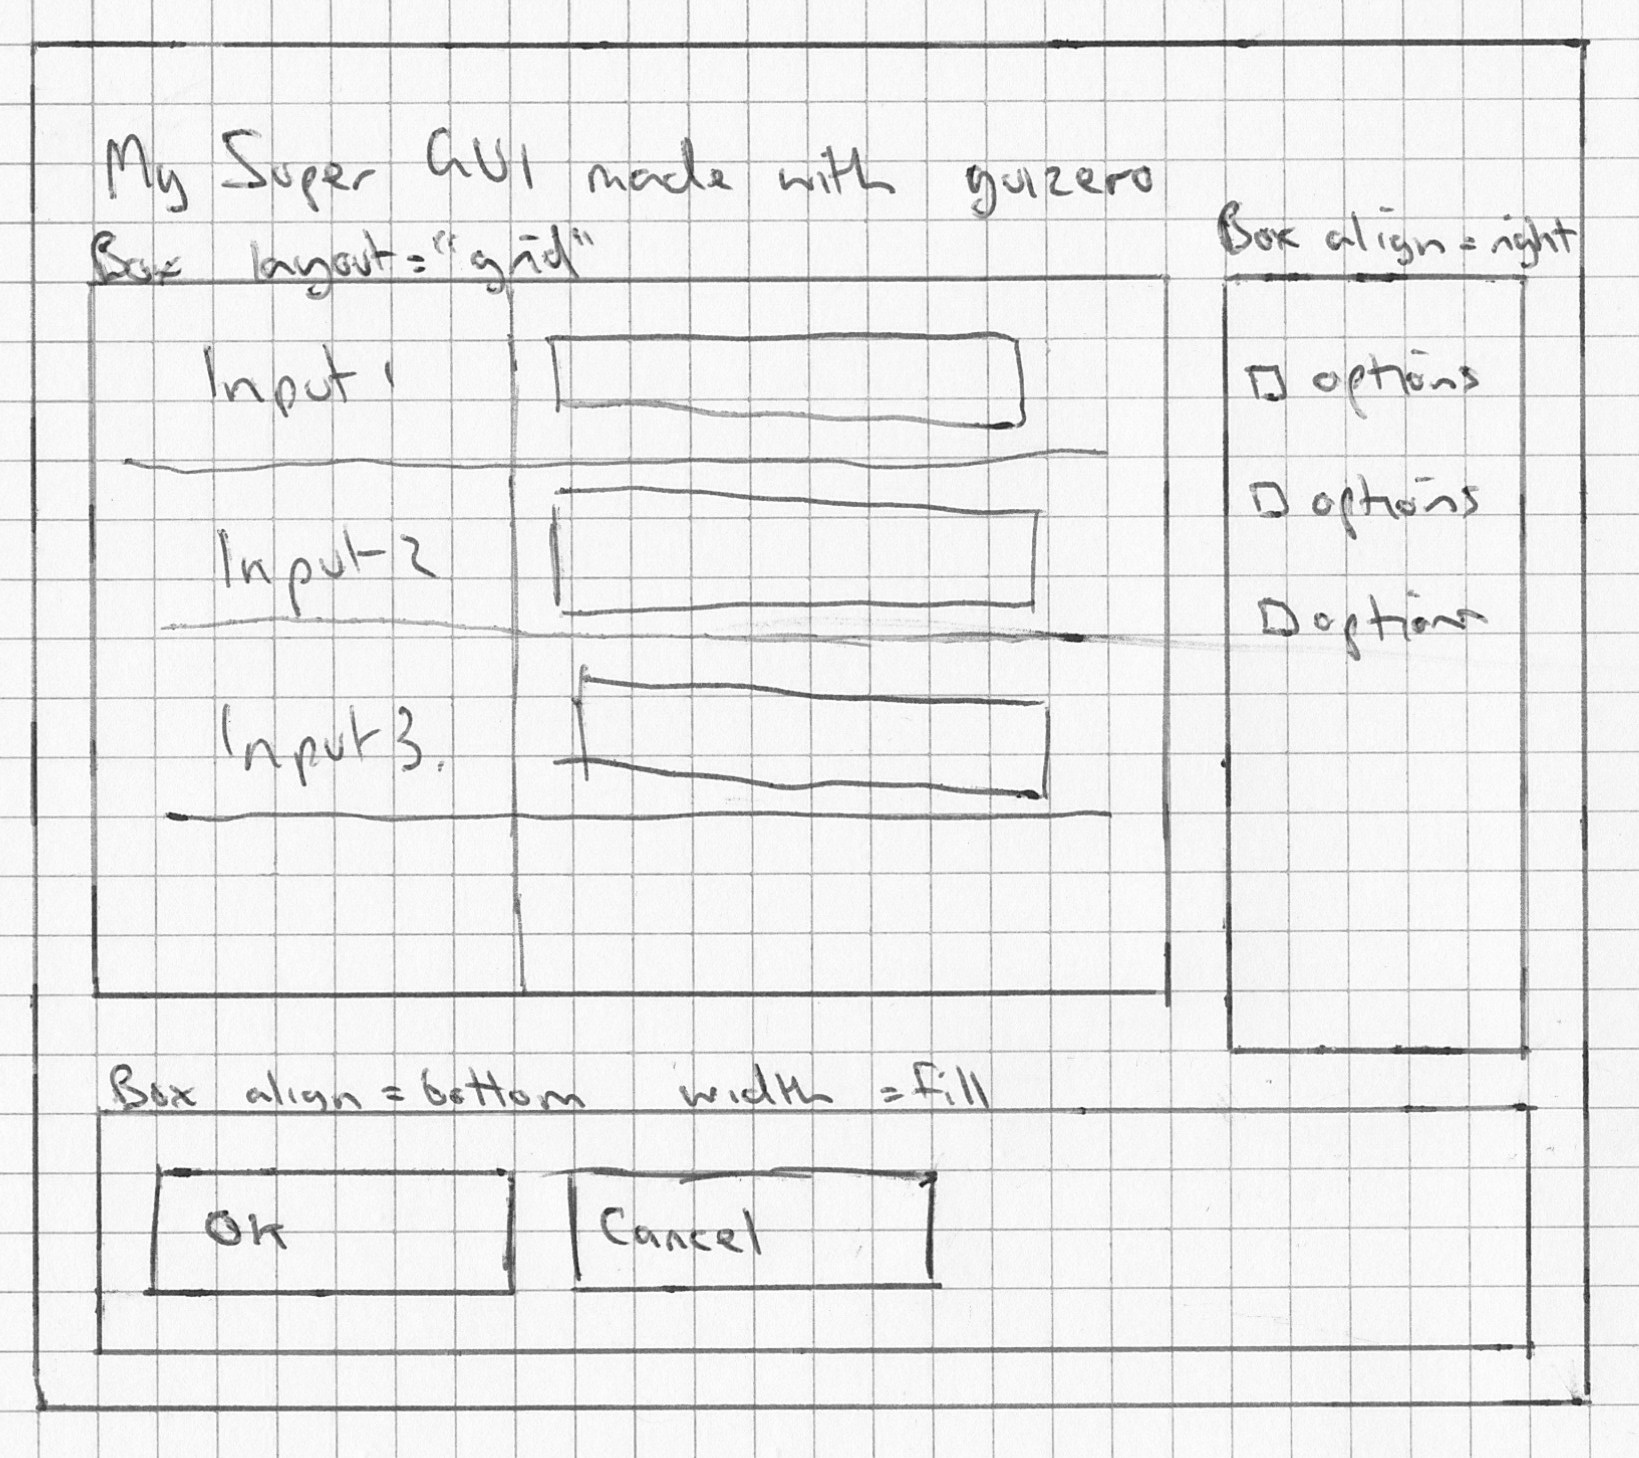 My Super GUI made with guizero
Box layout="grid"
Box align=right
Input 1
Input 2
Input 3.
options
options
options
Box align=bottom width=fill
OK
Cancel